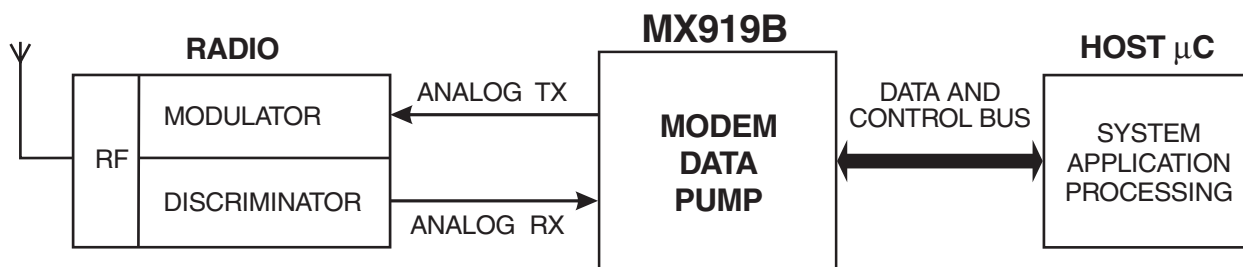 RADIO
RF
MODULATOR
DISCRIMINATOR
ANALOG TX
ANALOG RX
MX919B
MODEM
DATA
PUMP
DATA AND
CONTROL BUS
HOST μC
SYSTEM
APPLICATION
PROCESSING